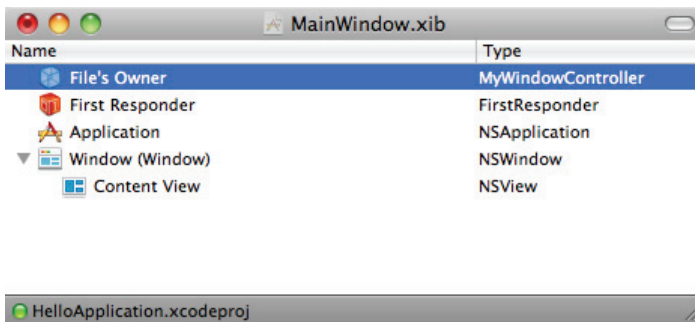 MainWindow.xib
Name Type
File's Owner MyWindowController
First Responder FirstResponder
Application NSApplication
Window (Window) NSWindow
Content View NSView
HelloApplication.xcodeproj